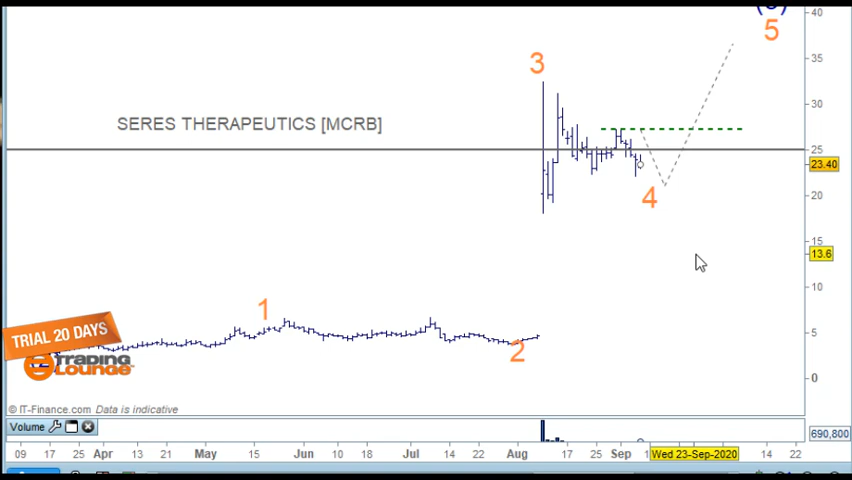 (5)
40
5
35
3
30
SERES THERAPEUTICS [MCRB]
25
23.40
4
20
15
13.6
10
1
TRIAL 20 DAYS
5
2
Trading
Lounge
0
© IT-Finance.com Data is indicative
Volume
690,800
09 17 25 Apr 13 21 May 15 Jun 10 18 Jul 14 22 Aug 17 25 Sep Wed 23-Sep-2020 14 22